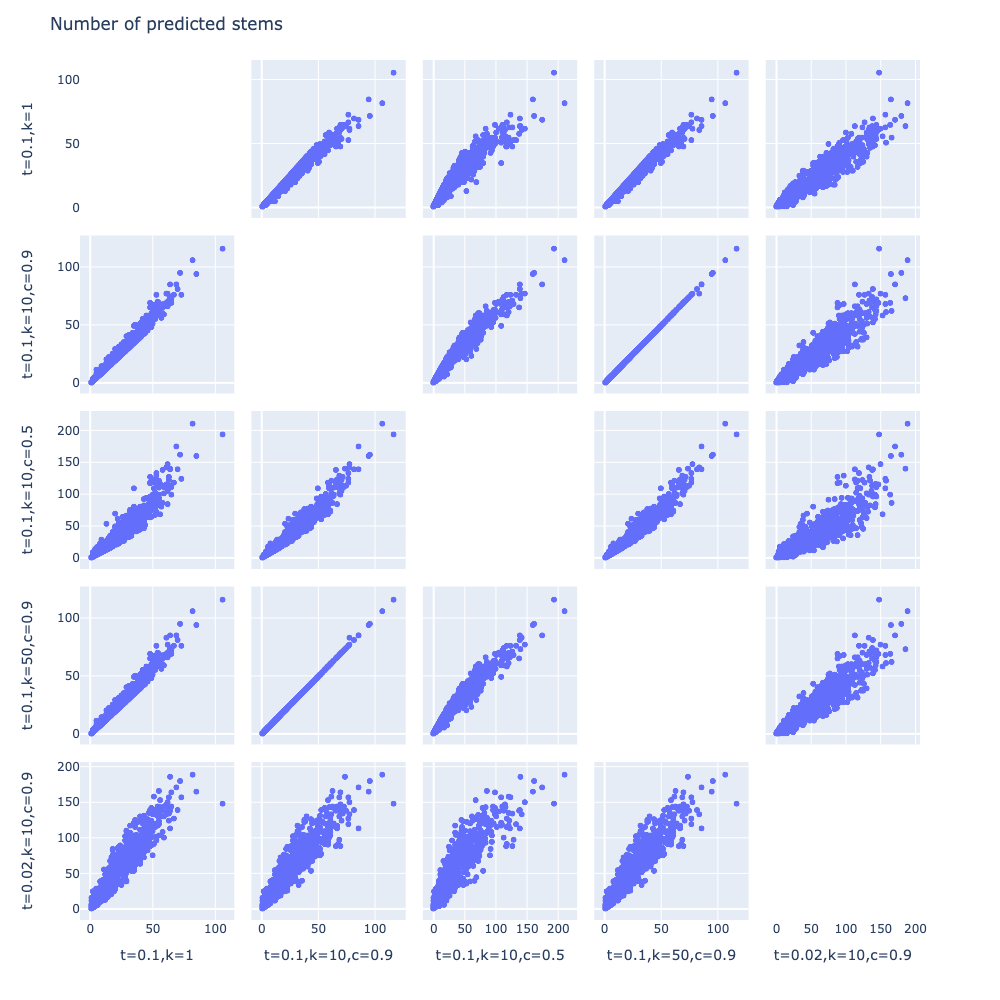 Number of predicted stems
t=0.1,k=1
100
50
0
t=0.1,k=10,c=0.9
100
50
0
t=0.1,k=10,c=0.5
200
150
100
50
0
t=0.1,k=50,c=0.9
100
50
0
t=0.02,k=10,c=0.9
200
150
100
50
0
0 50 100 0 50 100 0 50 100 150 200 0 50 100 0 50 100 150 200
t=0.1,k=1 t=0.1,k=10,c=0.9 t=0.1,k=10,c=0.5 t=0.1,k=50,c=0.9 t=0.02,k=10,c=0.9